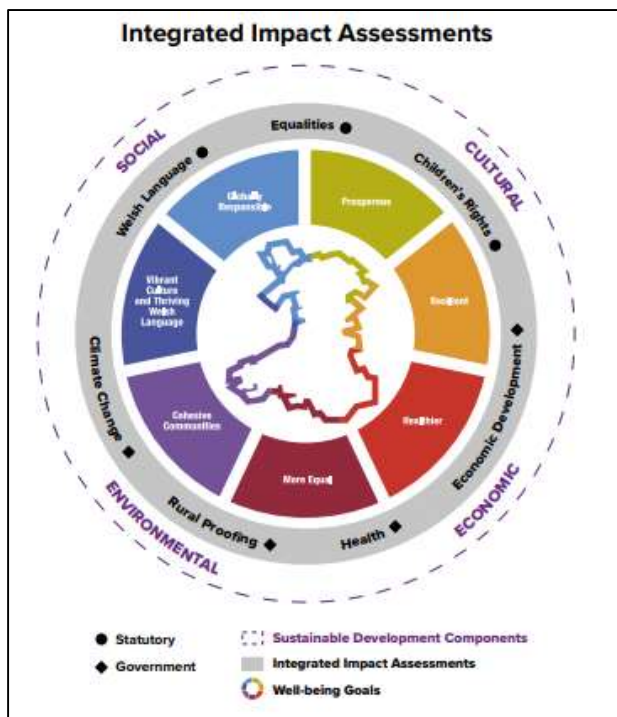 Integrated Impact Assessments
SOCIAL
CULTURAL
ENVIRONMENTAL
ECONOMIC
Equalities
Children's Rights
Economic Development
Health
Rural Proofing
Climate Change
Welsh Language
Globally
Responsible
Prosperous
Resilient
Healthier
More Equal
Cohesive
Communities
Vibrant
Culture
and Thriving
Welsh
Language
Statutory
Government
Sustainable Development Components
Integrated Impact Assessments
Well-being Goals